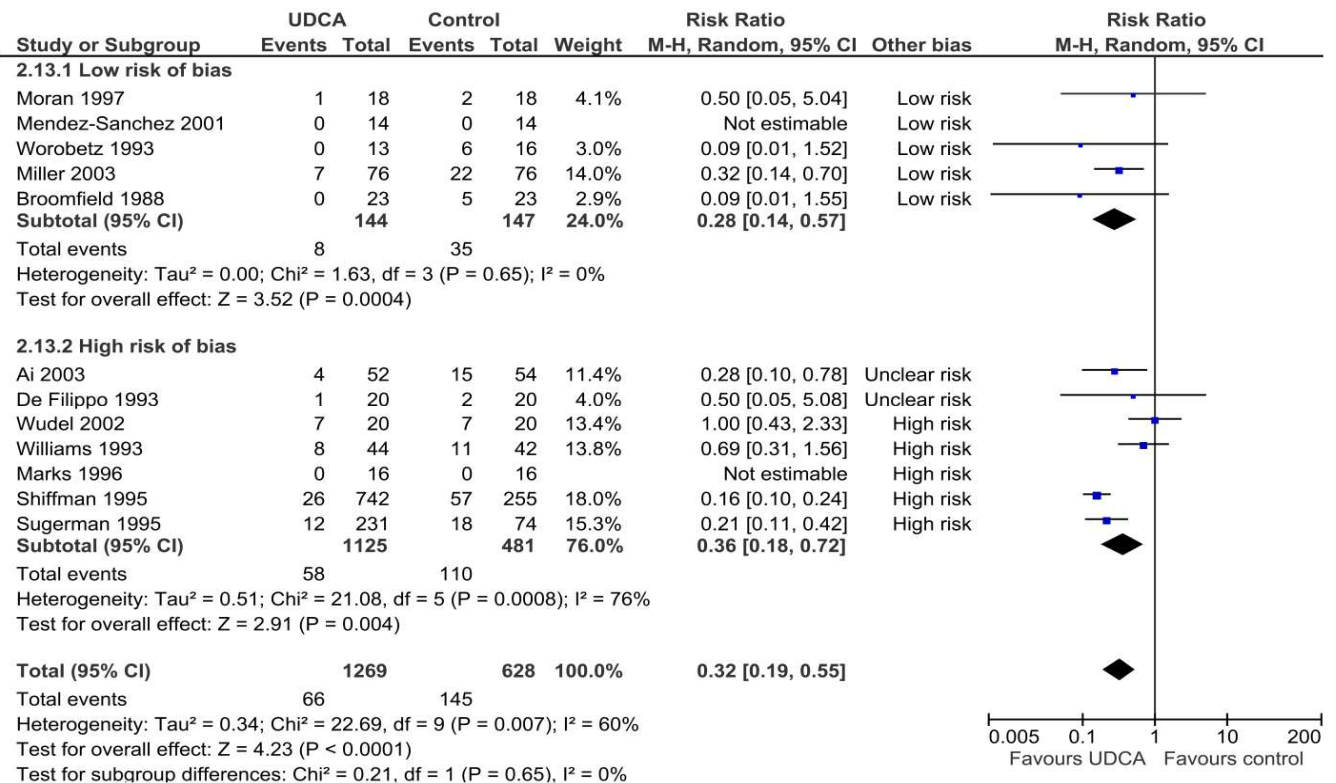 UDCA Control Risk Ratio Risk Ratio
Study or Subgroup Events Total Events Total Weight M-H, Random, 95% CI Other bias M-H, Random, 95% CI
2.13.1 Low risk of bias
Moran 1997 1 18 2 18 4.1% 0.50 [0.05, 5.04] Low risk
Mendez-Sanchez 2001 0 14 0 14 Not estimable Low risk
Worobetz 1993 0 13 6 16 3.0% 0.09 [0.01, 1.52] Low risk
Miller 2003 7 76 22 76 14.0% 0.32 [0.14, 0.70] Low risk
Broomfield 1988 0 23 5 23 2.9% 0.09 [0.01, 1.55] Low risk
Subtotal (95% CI) 144 147 24.0% 0.28 [0.14, 0.57]
Total events 8 35
Heterogeneity: Tau² = 0.00; Chi² = 1.63, df = 3 (P = 0.65); I² = 0%
Test for overall effect: Z = 3.52 (P = 0.0004)
2.13.2 High risk of bias
Ai 2003 4 52 15 54 11.4% 0.28 [0.10, 0.78] Unclear risk
De Filippo 1993 1 20 2 20 4.0% 0.50 [0.05, 5.08] Unclear risk
Wudel 2002 7 20 7 20 13.4% 1.00 [0.43, 2.33] High risk
Williams 1993 8 44 11 42 13.8% 0.69 [0.31, 1.56] High risk
Marks 1996 0 16 0 16 Not estimable High risk
Shiffman 1995 26 742 57 255 18.0% 0.16 [0.10, 0.24] High risk
Sugerman 1995 12 231 18 74 15.3% 0.21 [0.11, 0.42] High risk
Subtotal (95% CI) 1125 481 76.0% 0.36 [0.18, 0.72]
Total events 58 110
Heterogeneity: Tau² = 0.51; Chi² = 21.08, df = 5 (P = 0.0008); I² = 76%
Test for overall effect: Z = 2.91 (P = 0.004)
Total (95% CI) 1269 628 100.0% 0.32 [0.19, 0.55]
Total events 66 145
Heterogeneity: Tau² = 0.34; Chi² = 22.69, df = 9 (P = 0.007); I² = 60%
Test for overall effect: Z = 4.23 (P < 0.0001)
Test for subgroup differences: Chi² = 0.21, df = 1 (P = 0.65), I² = 0%
0.005 0.1 1 10 200
Favours UDCA Favours control